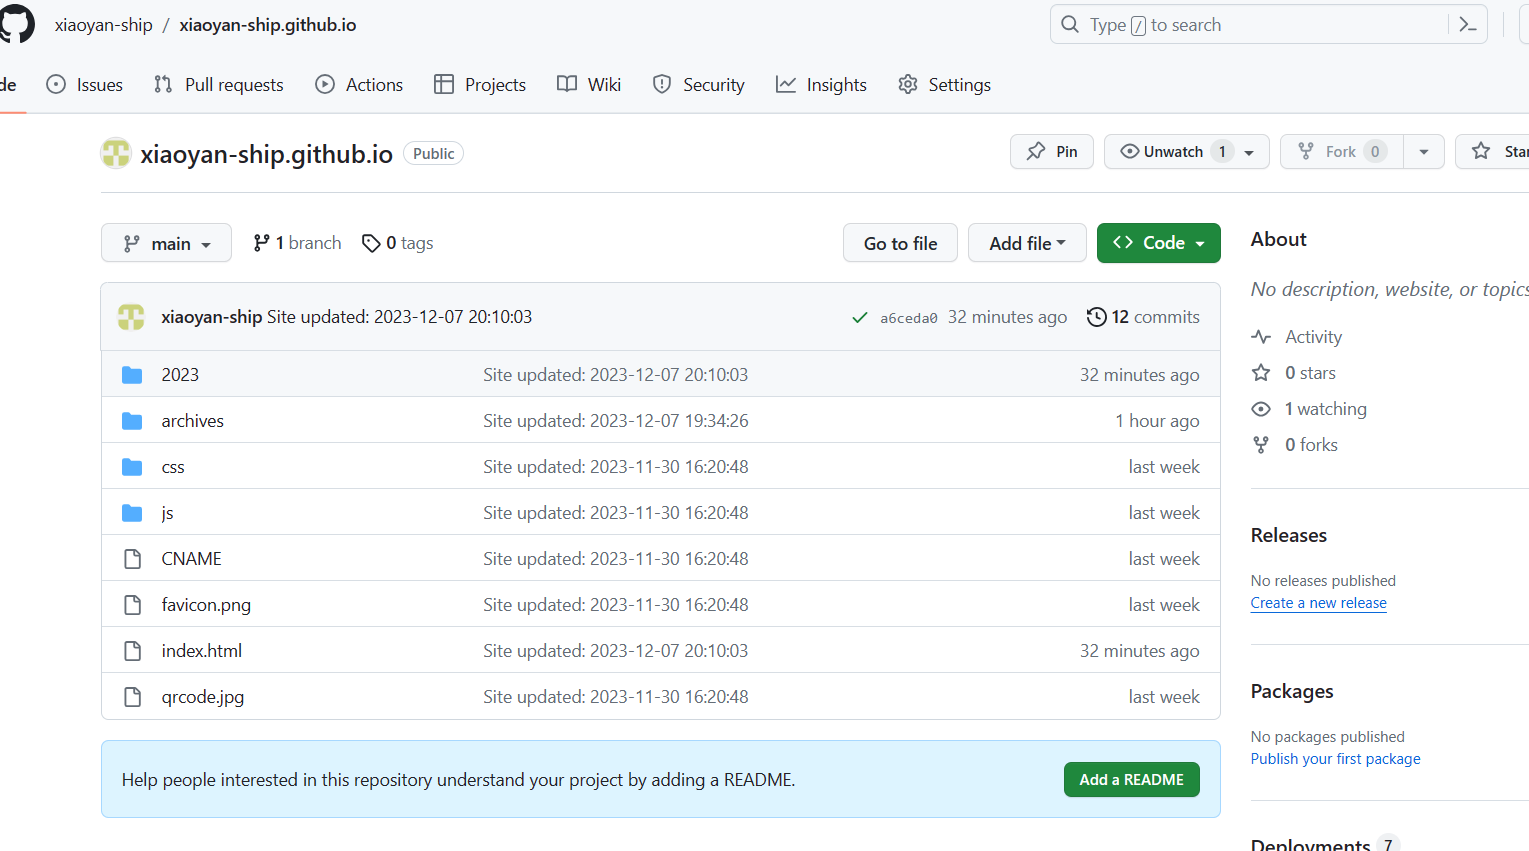 xiaoyan-ship / xiaoyan-ship.github.io
Type / to search
de Issues Pull requests Actions Projects Wiki Security Insights Settings
xiaoyan-ship.github.io Public
Pin Unwatch 1 Fork 0 Star
main 1 branch 0 tags Go to file Add file <> Code
xiaoyan-ship Site updated: 2023-12-07 20:10:03 a6ceda0 32 minutes ago 12 commits
2023 Site updated: 2023-12-07 20:10:03 32 minutes ago
archives Site updated: 2023-12-07 19:34:26 1 hour ago
css Site updated: 2023-11-30 16:20:48 last week
js Site updated: 2023-11-30 16:20:48 last week
CNAME Site updated: 2023-11-30 16:20:48 last week
favicon.png Site updated: 2023-11-30 16:20:48 last week
index.html Site updated: 2023-12-07 20:10:03 32 minutes ago
qrcode.jpg Site updated: 2023-11-30 16:20:48 last week
Help people interested in this repository understand your project by adding a README. Add a README
About
No description, website, or topics
Activity
0 stars
1 watching
0 forks
Releases
No releases published
Create a new release
Packages
No packages published
Publish your first package
Deployments 7